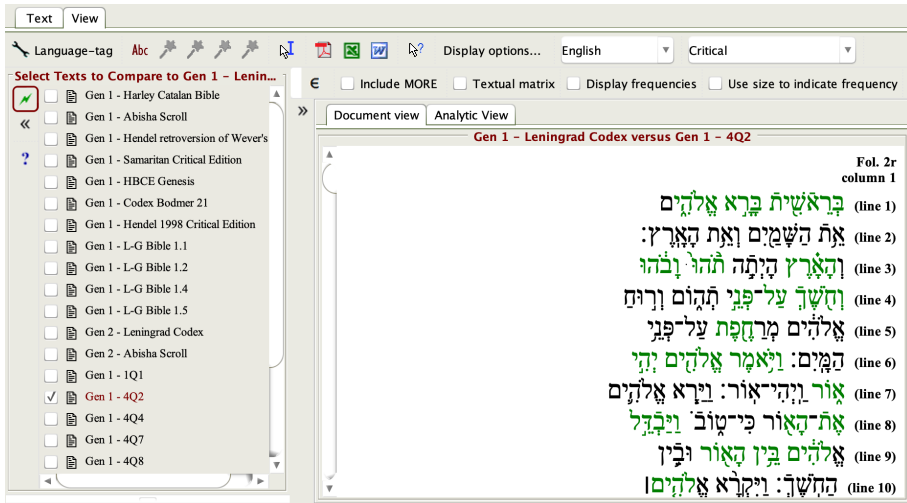 Text View
Language-tag Abc Display options... English Critical
Select Texts to Compare to Gen 1 – Lenin...
Є Include MORE Textual matrix Display frequencies Use size to indicate frequency
Gen 1 - Harley Catalan Bible
Gen 1 - Abisha Scroll
Gen 1 - Hendel retroversion of Wever's
Gen 1 - Samaritan Critical Edition
Gen 1 - HBCE Genesis
Gen 1 - Codex Bodmer 21
Gen 1 - Hendel 1998 Critical Edition
Gen 1 - L-G Bible 1.1
Gen 1 - L-G Bible 1.2
Gen 1 - L-G Bible 1.4
Gen 1 - L-G Bible 1.5
Gen 2 - Leningrad Codex
Gen 2 - Abisha Scroll
Gen 1 - 1Q1
Gen 1 - 4Q2
Gen 1 - 4Q4
Gen 1 - 4Q7
Gen 1 - 4Q8
Document view Analytic View
Gen 1 – Leningrad Codex versus Gen 1 – 4Q2
Fol. 2r
column 1
(line 1) בְּרֵאשִׁ֖ית בָּרָ֣א אֱלֹהִ֑ים
(line 2) אֵ֥ת הַשָּׁמַ֖יִם וְאֵ֥ת הָאָֽרֶץ׃
(line 3) וְהָאָ֗רֶץ הָיְתָ֥ה תֹ֙הוּ֙ וָבֹ֔הוּ
(line 4) וְחֹ֖שֶׁךְ עַל־פְּנֵ֣י תְה֑וֹם וְר֣וּחַ
(line 5) אֱלֹהִ֔ים מְרַחֶ֖פֶת עַל־פְּנֵ֥י
(line 6) הַמָּֽיִם׃ וַיֹּ֥אמֶר אֱלֹהִ֖ים יְהִ֣י
(line 7) א֑וֹר וַֽיְהִי־אֽוֹר׃ וַיַּ֧רְא אֱלֹהִ֛ים
(line 8) אֶת־הָא֖וֹר כִּי־ט֑וֹב וַיַּבְדֵּ֣ל
(line 9) אֱלֹהִ֔ים בֵּ֥ין הָא֖וֹר וּבֵ֥ין
(line 10) הַחֹֽשֶׁךְ׃ וַיִּקְרָ֨א אֱלֹהִ֤ים׀